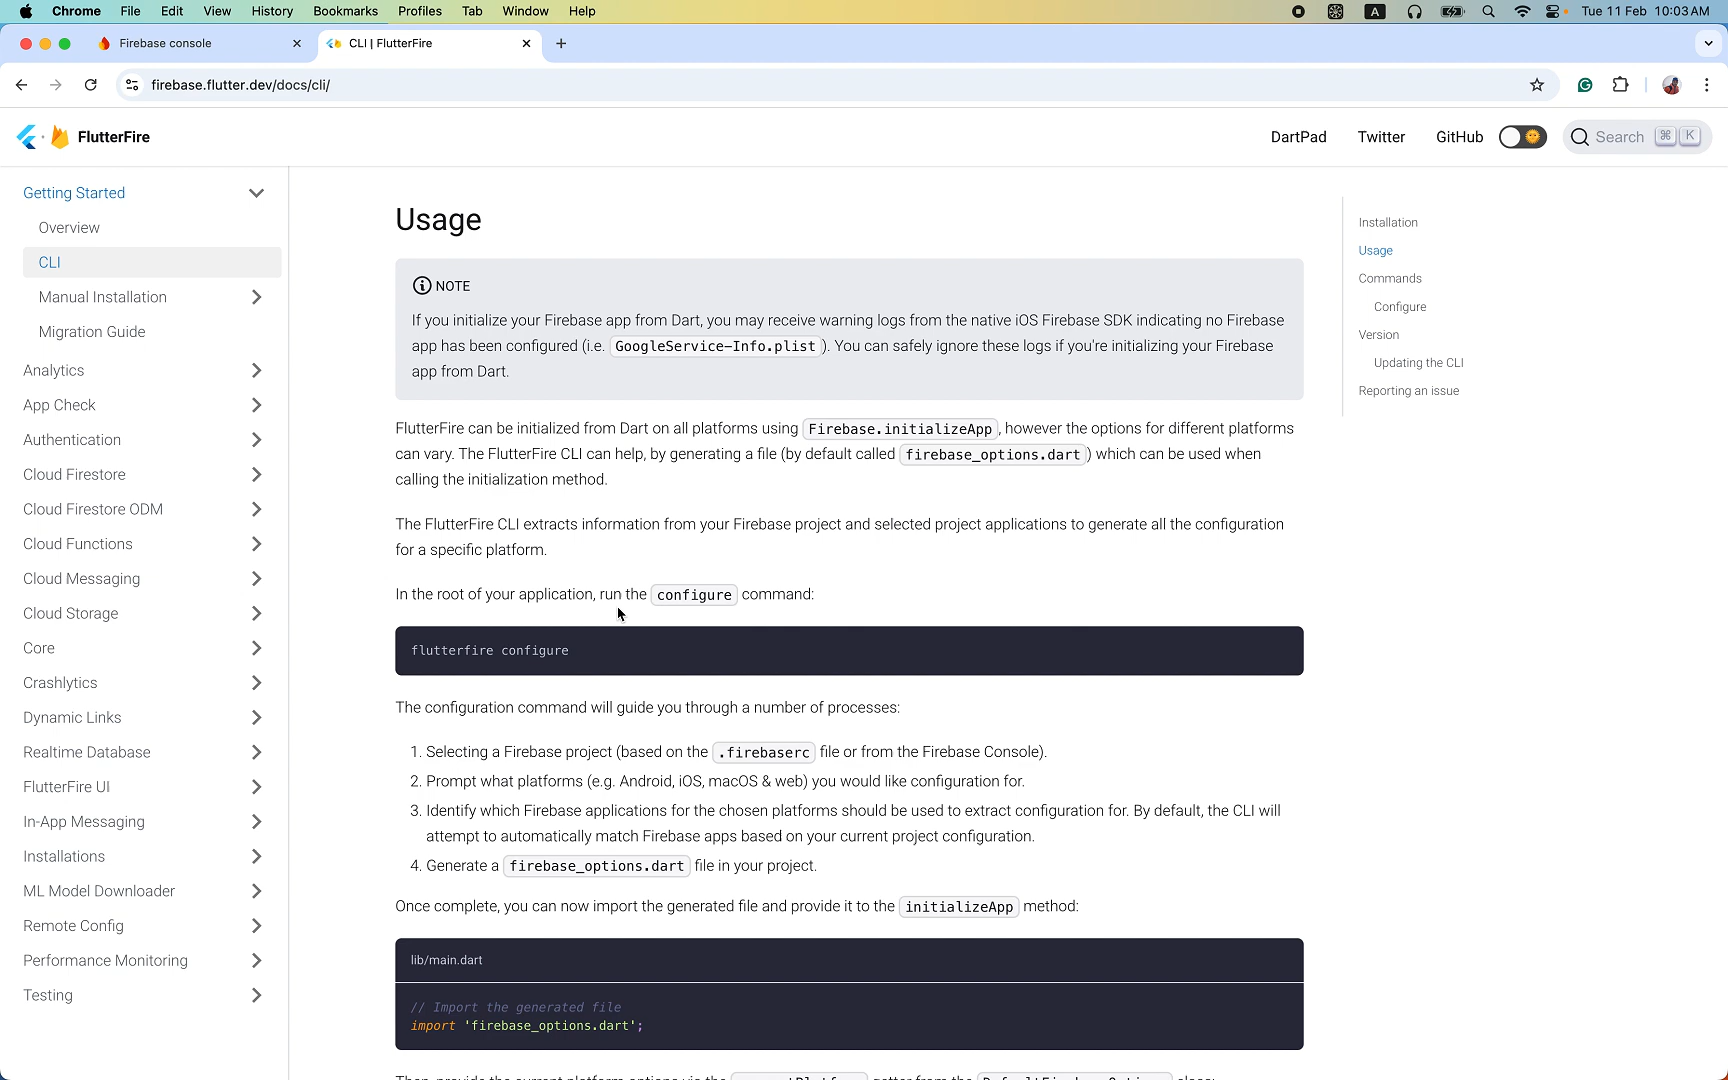 Chrome File Edit View History Bookmarks Profiles Tab Window Help A Tue 11 Feb 10:03 AM
Firebase console CLI | FlutterFire
firebase.flutter.dev/docs/cli/
FlutterFire DartPad Twitter GitHub Search ⌘ K
Getting Started
Overview
CLI
Manual Installation
Migration Guide
Analytics
App Check
Authentication
Cloud Firestore
Cloud Firestore ODM
Cloud Functions
Cloud Messaging
Cloud Storage
Core
Crashlytics
Dynamic Links
Realtime Database
FlutterFire UI
In-App Messaging
Installations
ML Model Downloader
Remote Config
Performance Monitoring
Testing
Usage
NOTE
If you initialize your Firebase app from Dart, you may receive warning logs from the native iOS Firebase SDK indicating no Firebase
app has been configured (i.e. GoogleService-Info.plist ). You can safely ignore these logs if you're initializing your Firebase
app from Dart.
FlutterFire can be initialized from Dart on all platforms using Firebase.initializeApp , however the options for different platforms
can vary. The FlutterFire CLI can help, by generating a file (by default called firebase_options.dart ) which can be used when
calling the initialization method.
The FlutterFire CLI extracts information from your Firebase project and selected project applications to generate all the configuration
for a specific platform.
In the root of your application, run the configure command:
flutterfire configure
The configuration command will guide you through a number of processes:
1. Selecting a Firebase project (based on the .firebaserc file or from the Firebase Console).
2. Prompt what platforms (e.g. Android, iOS, macOS & web) you would like configuration for.
3. Identify which Firebase applications for the chosen platforms should be used to extract configuration for. By default, the CLI will
attempt to automatically match Firebase apps based on your current project configuration.
4. Generate a firebase_options.dart file in your project.
Once complete, you can now import the generated file and provide it to the initializeApp method:
lib/main.dart
// Import the generated file
import 'firebase_options.dart';
Installation
Usage
Commands
Configure
Version
Updating the CLI
Reporting an issue